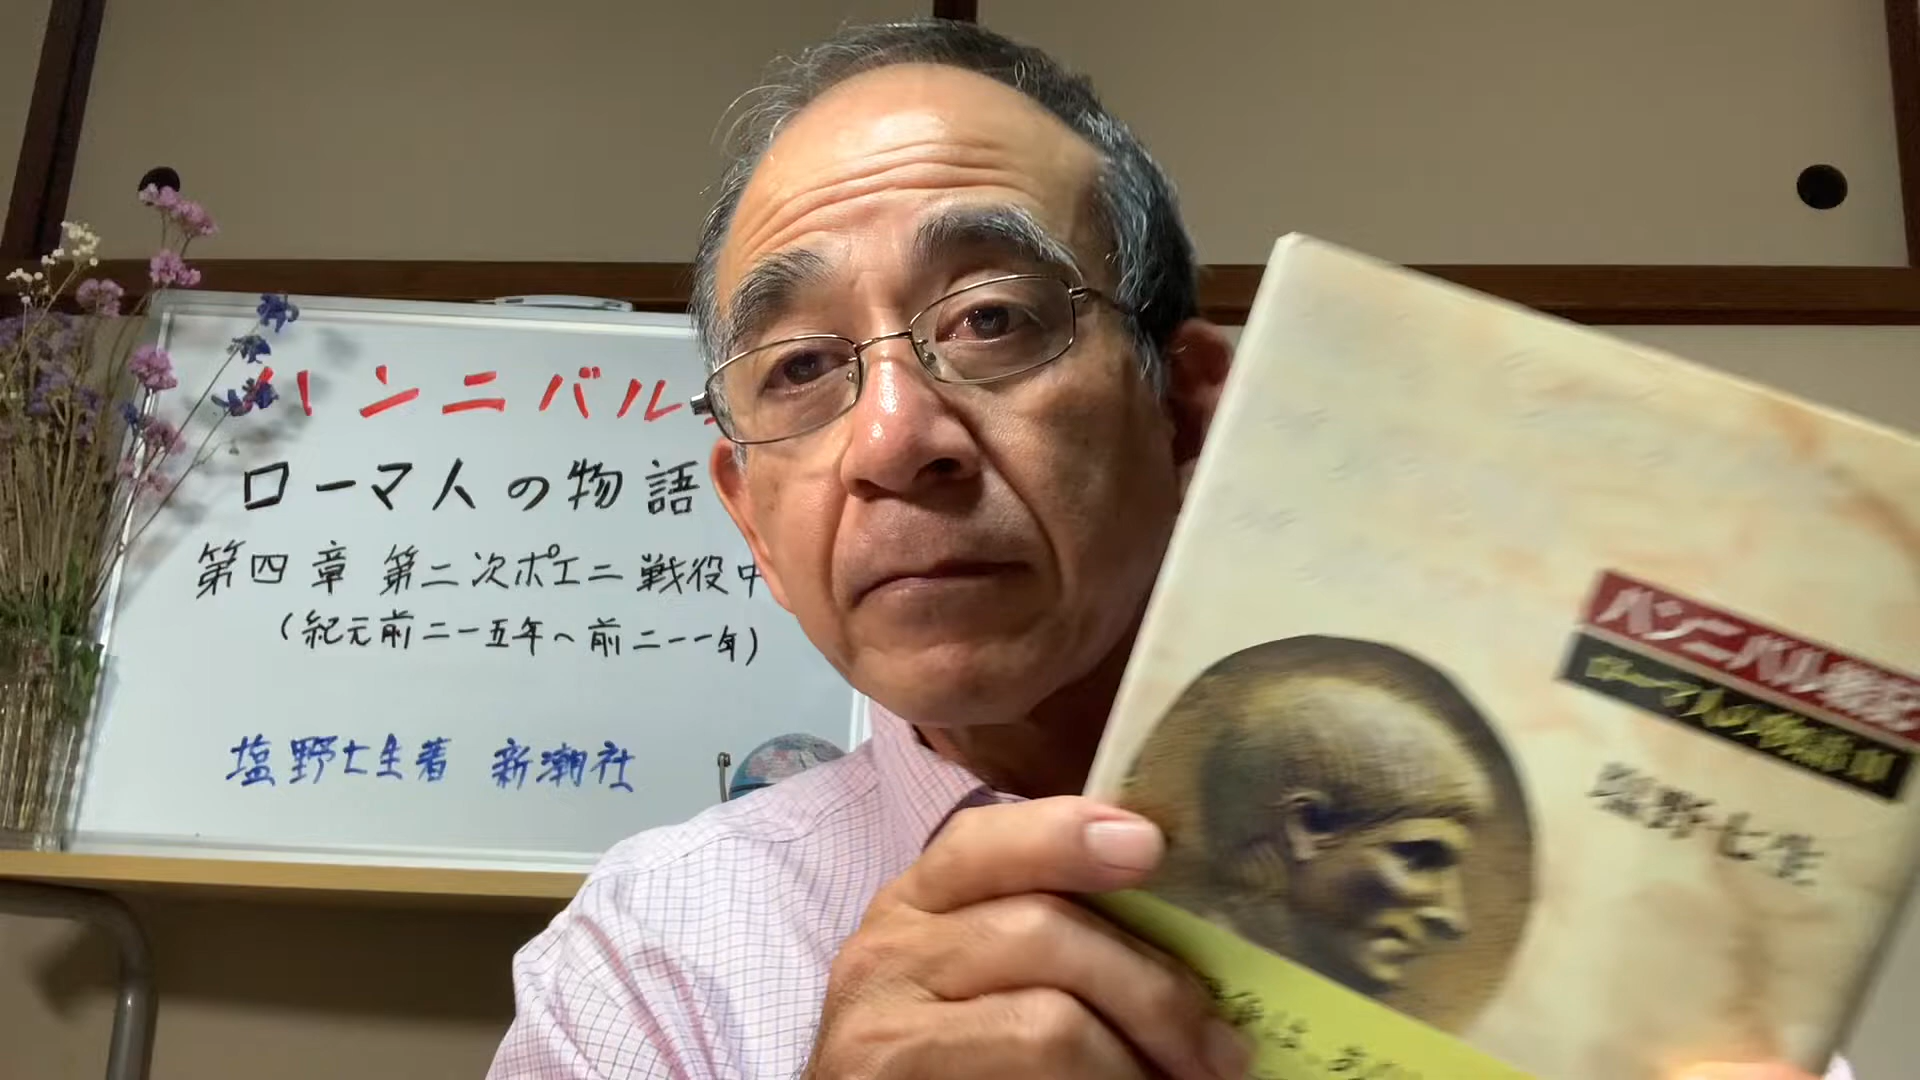 ハンニバル
ローマ人の物語
第四章 第二次ポエニ戦役中
(紀元前二一五年~前二一一年)
塩野七生著 新潮社
ハンニバル戦記
ローマ人の物語 II
塩野七生